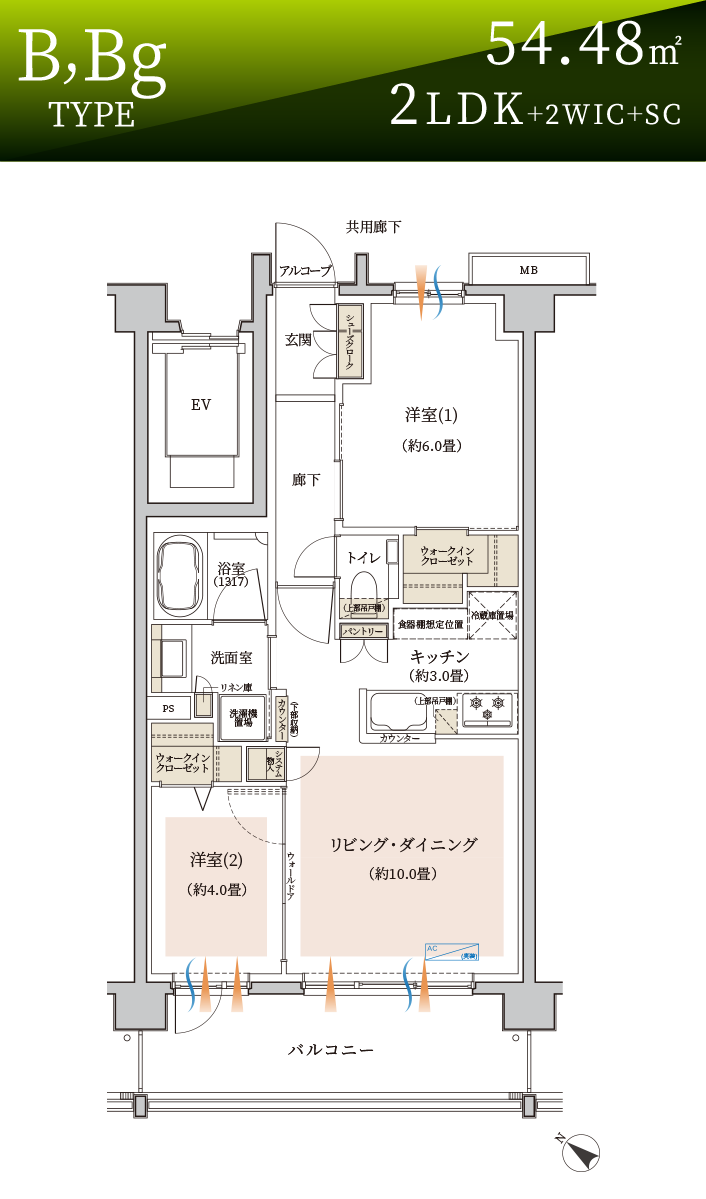 B,Bg
TYPE
54.48㎡
2LDK+2WIC+SC
共用廊下
アルコーブ
MB
玄関
シューズクローク
EV
洋室(1)
（約6.0畳）
廊下
トイレ
ウォークイン
クローゼット
浴室
（1317）
（上部吊戸棚）
冷蔵庫置場
食器棚想定位置
パントリー
洗面室
キッチン
（約3.0畳）
リネン庫
PS
洗濯機
置場
カウンター
（下部収納）
（上部吊戸棚）
カウンター
ウォークイン
クローゼット
システム
物入
リビング・ダイニング
（約10.0畳）
洋室(2)
（約4.0畳）
ウォールドア
AC
（実装）
バルコニー
N